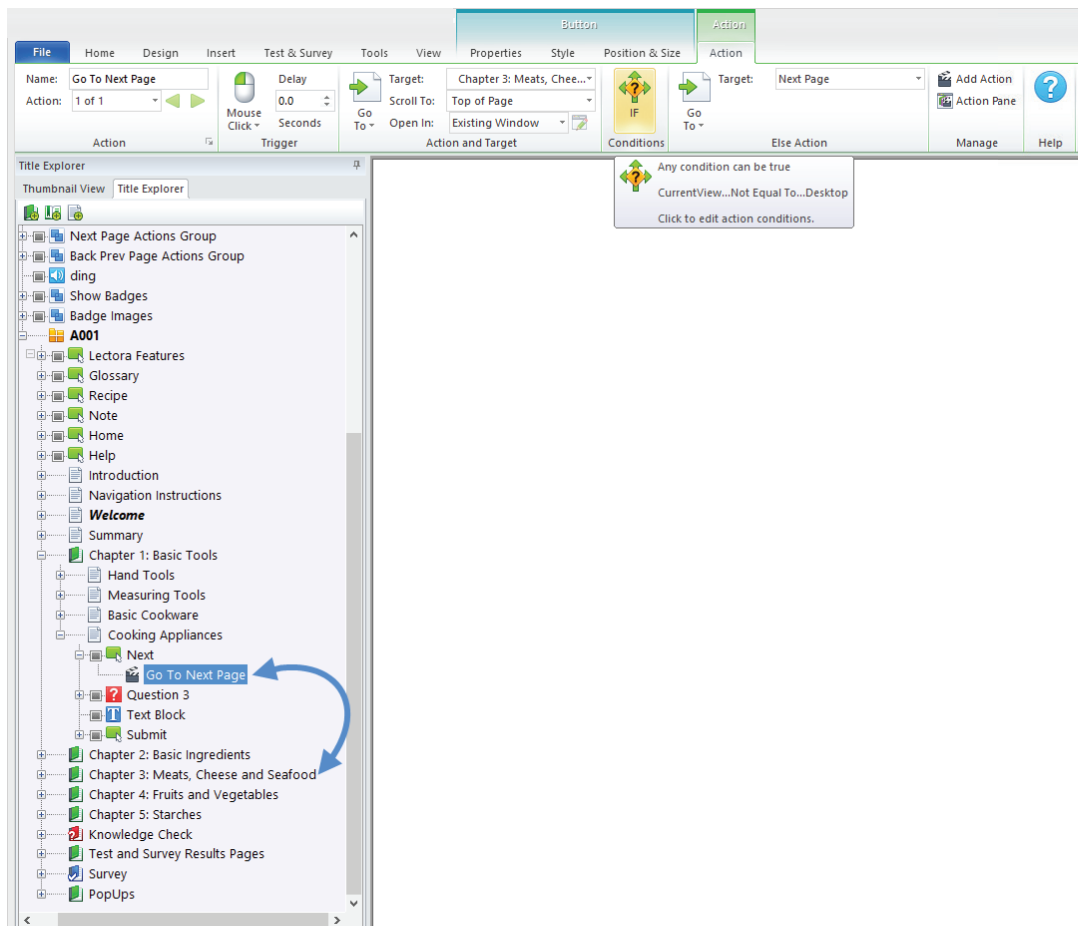 Button Action
File Home Design Insert Test & Survey Tools View Properties Style Position & Size Action
Name: Go To Next Page Delay Target: Chapter 3: Meats, Chee... Target: Next Page Add Action
Action: 1 of 1 0.0 Scroll To: Top of Page IF Action Pane
Mouse Click Seconds Go To Open In: Existing Window Go To
Action Trigger Action and Target Conditions Else Action Manage Help
Title Explorer
Any condition can be true
Thumbnail View Title Explorer
CurrentView...Not Equal To...Desktop
Click to edit action conditions.
Next Page Actions Group
Back Prev Page Actions Group
ding
Show Badges
Badge Images
A001
Lectora Features
Glossary
Recipe
Note
Home
Help
Introduction
Navigation Instructions
Welcome
Summary
Chapter 1: Basic Tools
Hand Tools
Measuring Tools
Basic Cookware
Cooking Appliances
Next
Go To Next Page
Question 3
Text Block
Submit
Chapter 2: Basic Ingredients
Chapter 3: Meats, Cheese and Seafood
Chapter 4: Fruits and Vegetables
Chapter 5: Starches
Knowledge Check
Test and Survey Results Pages
Survey
PopUps